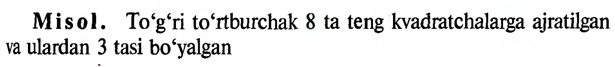 Misol. To‘g‘ri to‘rtburchak 8 ta teng kvadratchalarga ajratilgan
va ulardan 3 tasi bo‘yalgan